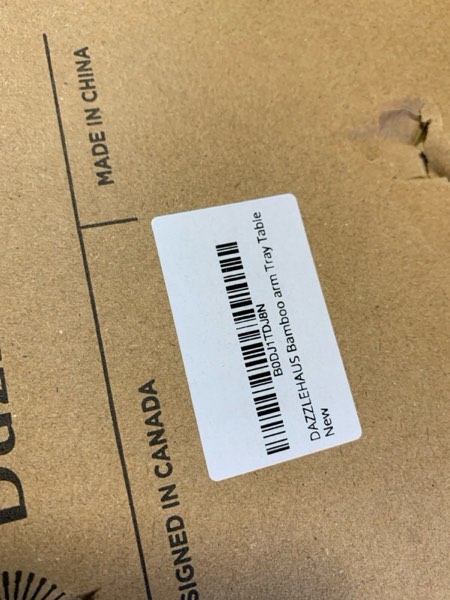 MADE IN CHINA
SIGNED IN CANADA
B0DJ1TDJ8N
DAZZLEHAUS Bamboo arm Tray Table
New